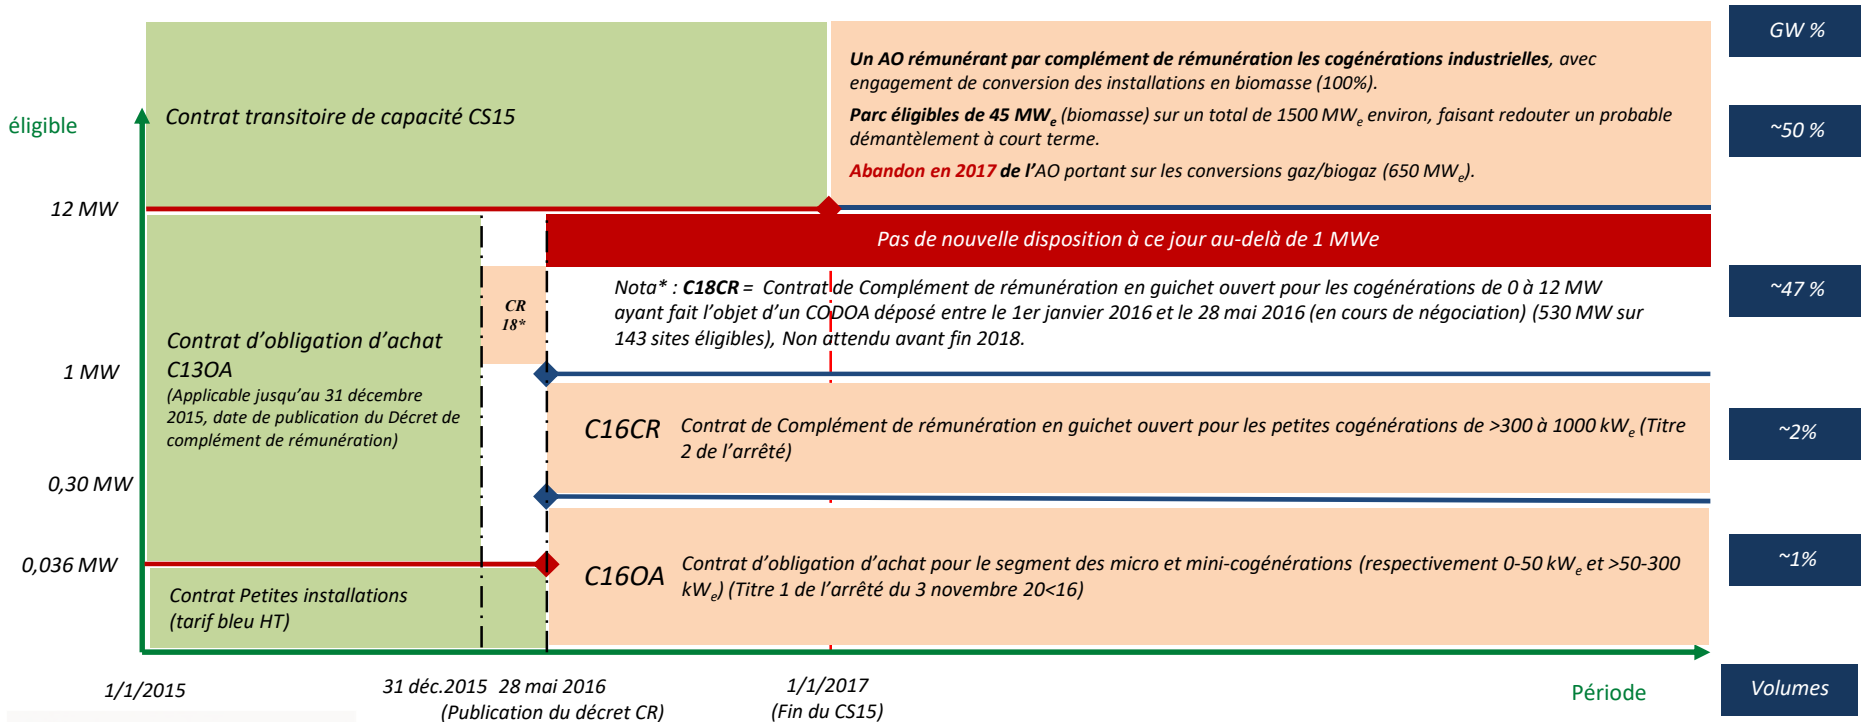 GW %
Un AO rémunérant par complément de rémunération les cogénérations industrielles, avec
engagement de conversion des installations en biomasse (100%).
Parc éligibles de 45 MWe (biomasse) sur un total de 1500 MWe environ, faisant redouter un probable
démantèlement à court terme.
Abandon en 2017 de l'AO portant sur les conversions gaz/biogaz (650 MWe).
éligible
Contrat transitoire de capacité CS15
~50 %
12 MW
Pas de nouvelle disposition à ce jour au-delà de 1 MWe
Nota* : C18CR = Contrat de Complément de rémunération en guichet ouvert pour les cogénérations de 0 à 12 MW
ayant fait l'objet d'un CODOA déposé entre le 1er janvier 2016 et le 28 mai 2016 (en cours de négociation) (530 MW sur
143 sites éligibles), Non attendu avant fin 2018.
~47 %
CR
18*
Contrat d'obligation d'achat
C13OA
(Applicable jusqu'au 31 décembre
2015, date de publication du Décret de
complément de rémunération)
1 MW
C16CR
Contrat de Complément de rémunération en guichet ouvert pour les petites cogénérations de >300 à 1000 kWe (Titre
2 de l'arrêté)
~2%
0,30 MW
0,036 MW
C16OA
Contrat d'obligation d'achat pour le segment des micro et mini-cogénérations (respectivement 0-50 kWe et >50-300
kWe) (Titre 1 de l'arrêté du 3 novembre 20<16)
~1%
Contrat Petites installations
(tarif bleu HT)
1/1/2015
31 déc.2015
28 mai 2016
(Publication du décret CR)
1/1/2017
(Fin du CS15)
Période
Volumes